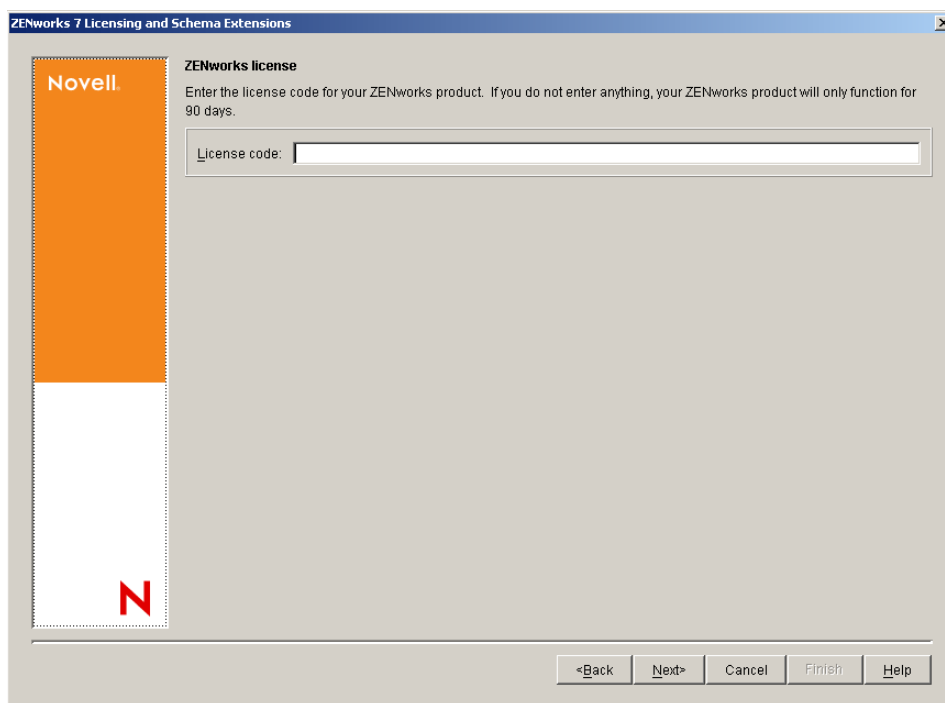 ZENworks 7 Licensing and Schema Extensions
Novell.
ZENworks license
Enter the license code for your ZENworks product. If you do not enter anything, your ZENworks product will only function for
90 days.
License code:
N
<Back Next> Cancel Finish Help